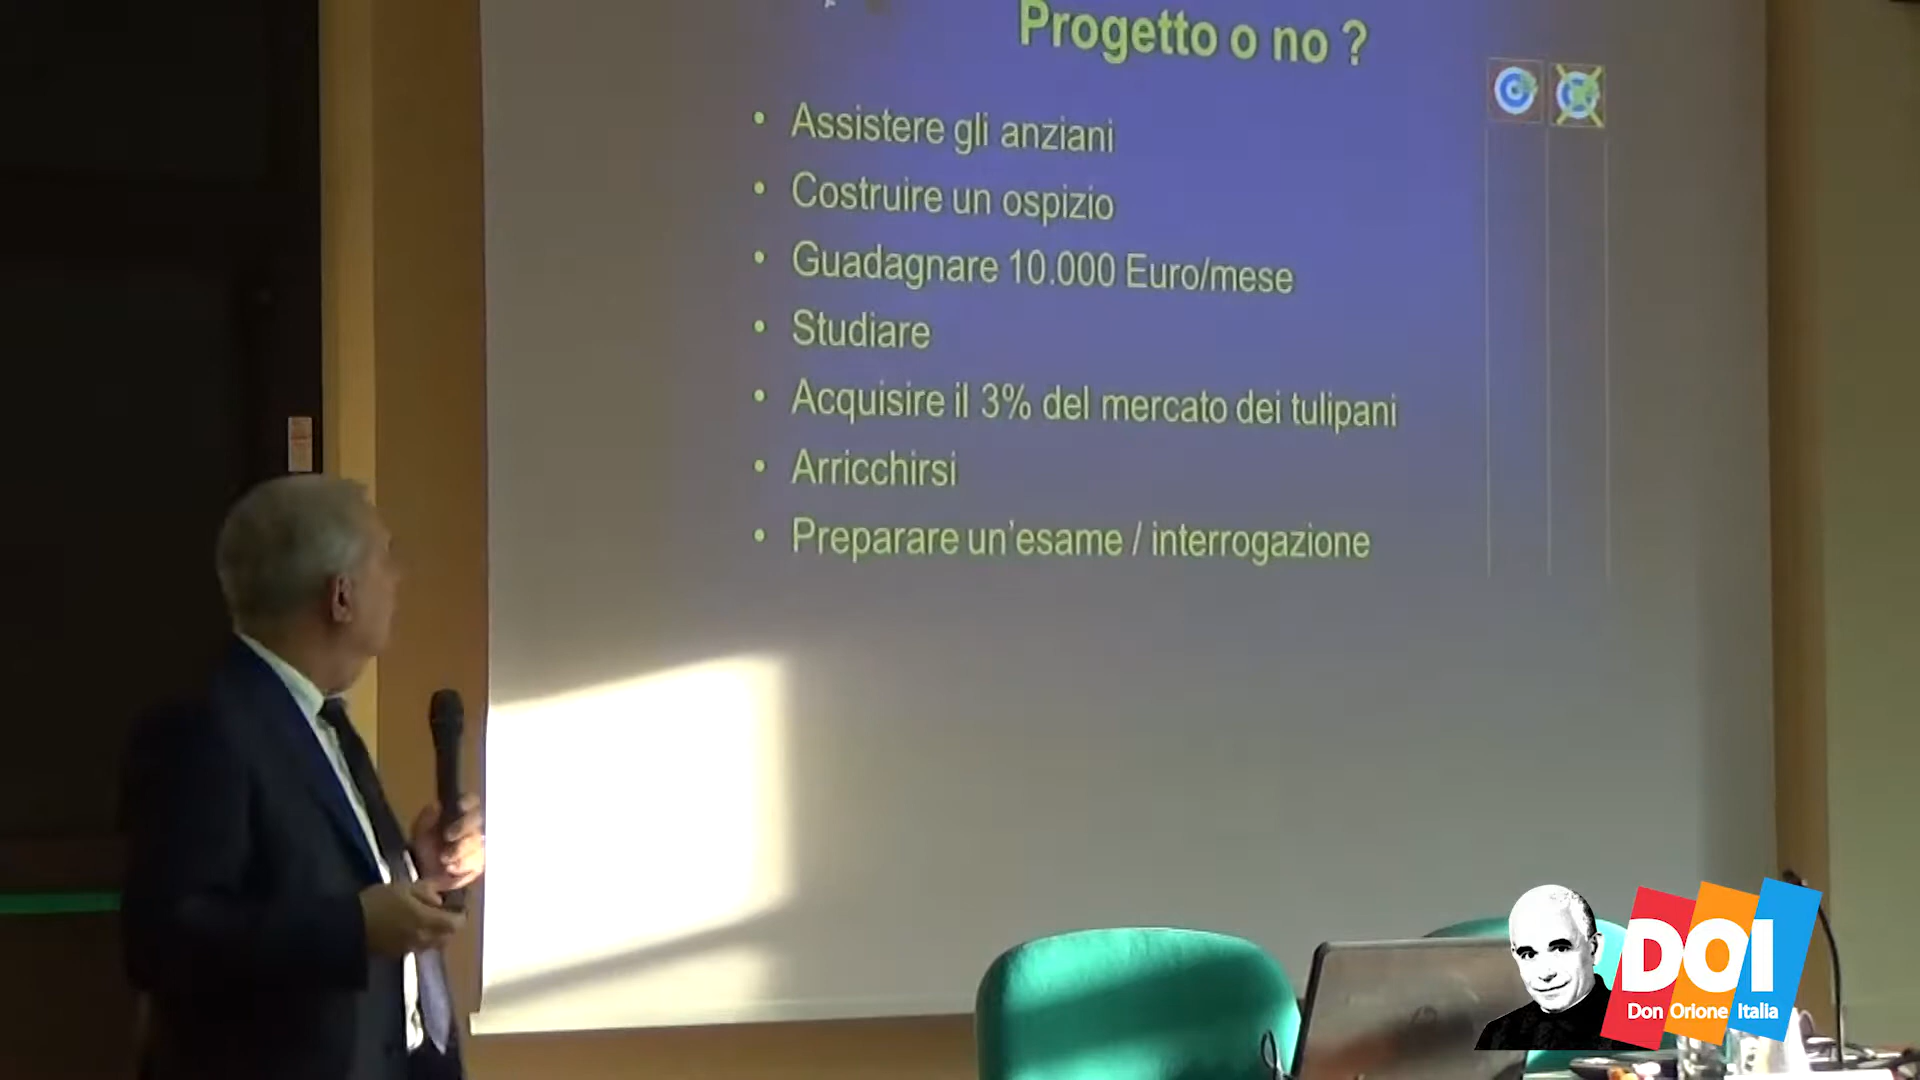 Progetto o no ?
• Assistere gli anziani
• Costruire un ospizio
• Guadagnare 10.000 Euro/mese
• Studiare
• Acquisire il 3% del mercato dei tulipani
• Arricchirsi
• Preparare un'esame / interrogazione
DOI
Don Orione Italia